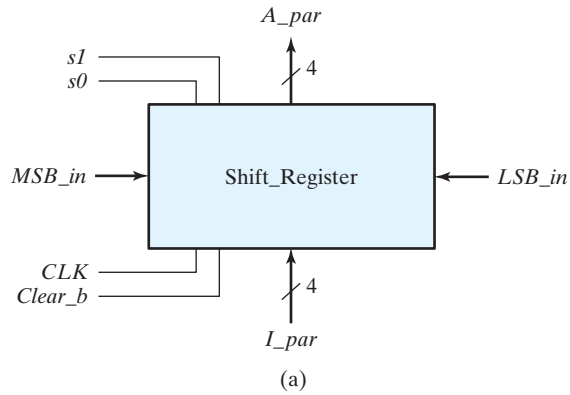 A_par
s1
4
s0
MSB_in
Shift_Register
LSB_in
CLK
4
Clear_b
I_par
(a)